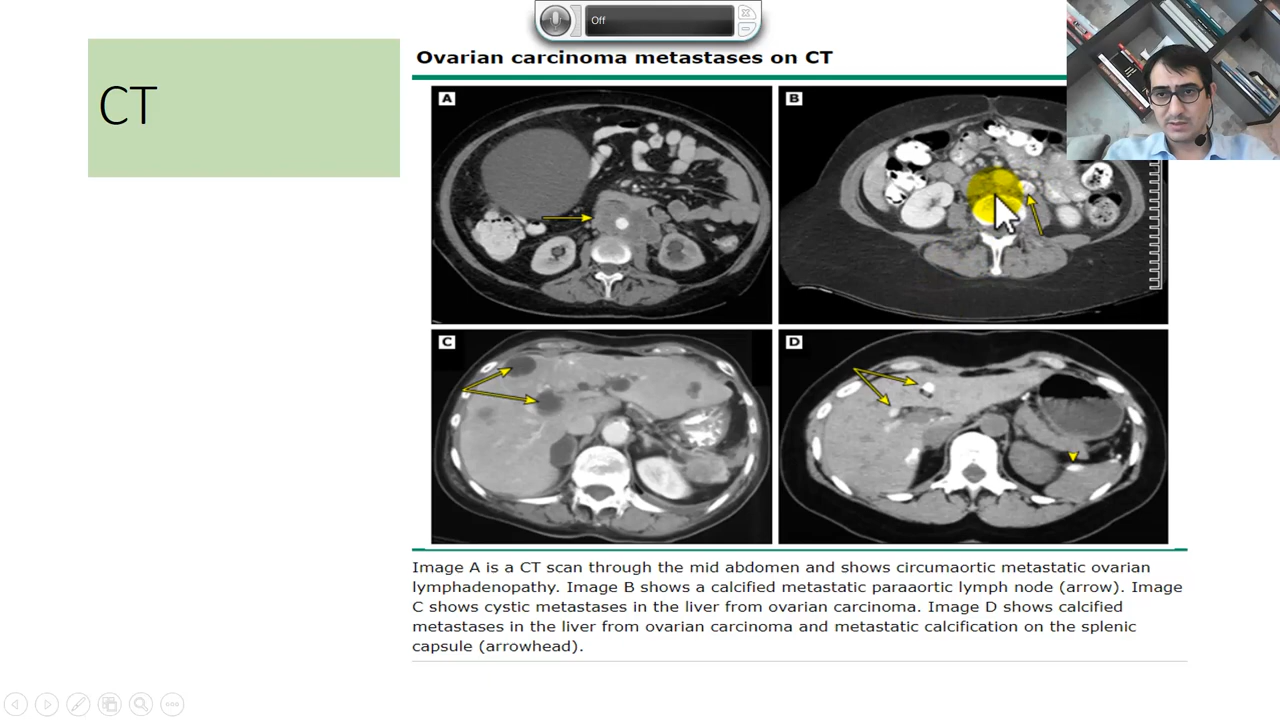 Off
Ovarian carcinoma metastases on CT
CT
A
B
C
D
Image A is a CT scan through the mid abdomen and shows circumaortic metastatic ovarian
lymphadenopathy. Image B shows a calcified metastatic paraaortic lymph node (arrow). Image
C shows cystic metastases in the liver from ovarian carcinoma. Image D shows calcified
metastases in the liver from ovarian carcinoma and metastatic calcification on the splenic
capsule (arrowhead).